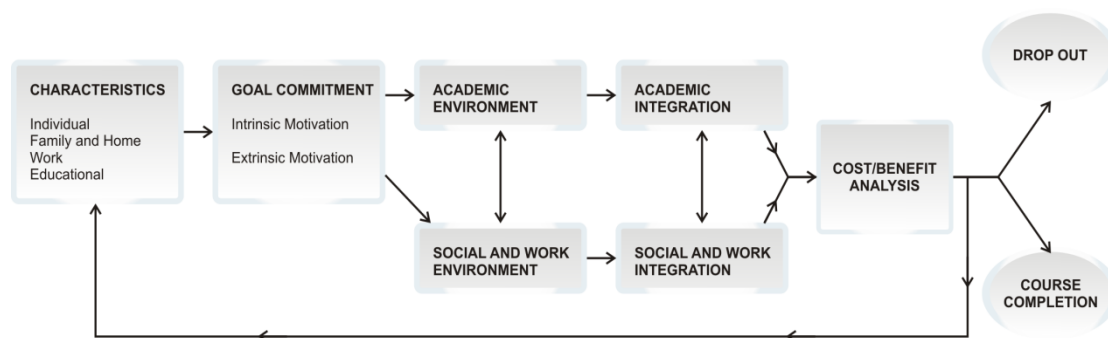 CHARACTERISTICS
Individual
Family and Home
Work
Educational
GOAL COMMITMENT
Intrinsic Motivation
Extrinsic Motivation
ACADEMIC
ENVIRONMENT
SOCIAL AND WORK
ENVIRONMENT
ACADEMIC
INTEGRATION
SOCIAL AND WORK
INTEGRATION
COST/BENEFIT
ANALYSIS
DROP OUT
COURSE
COMPLETION